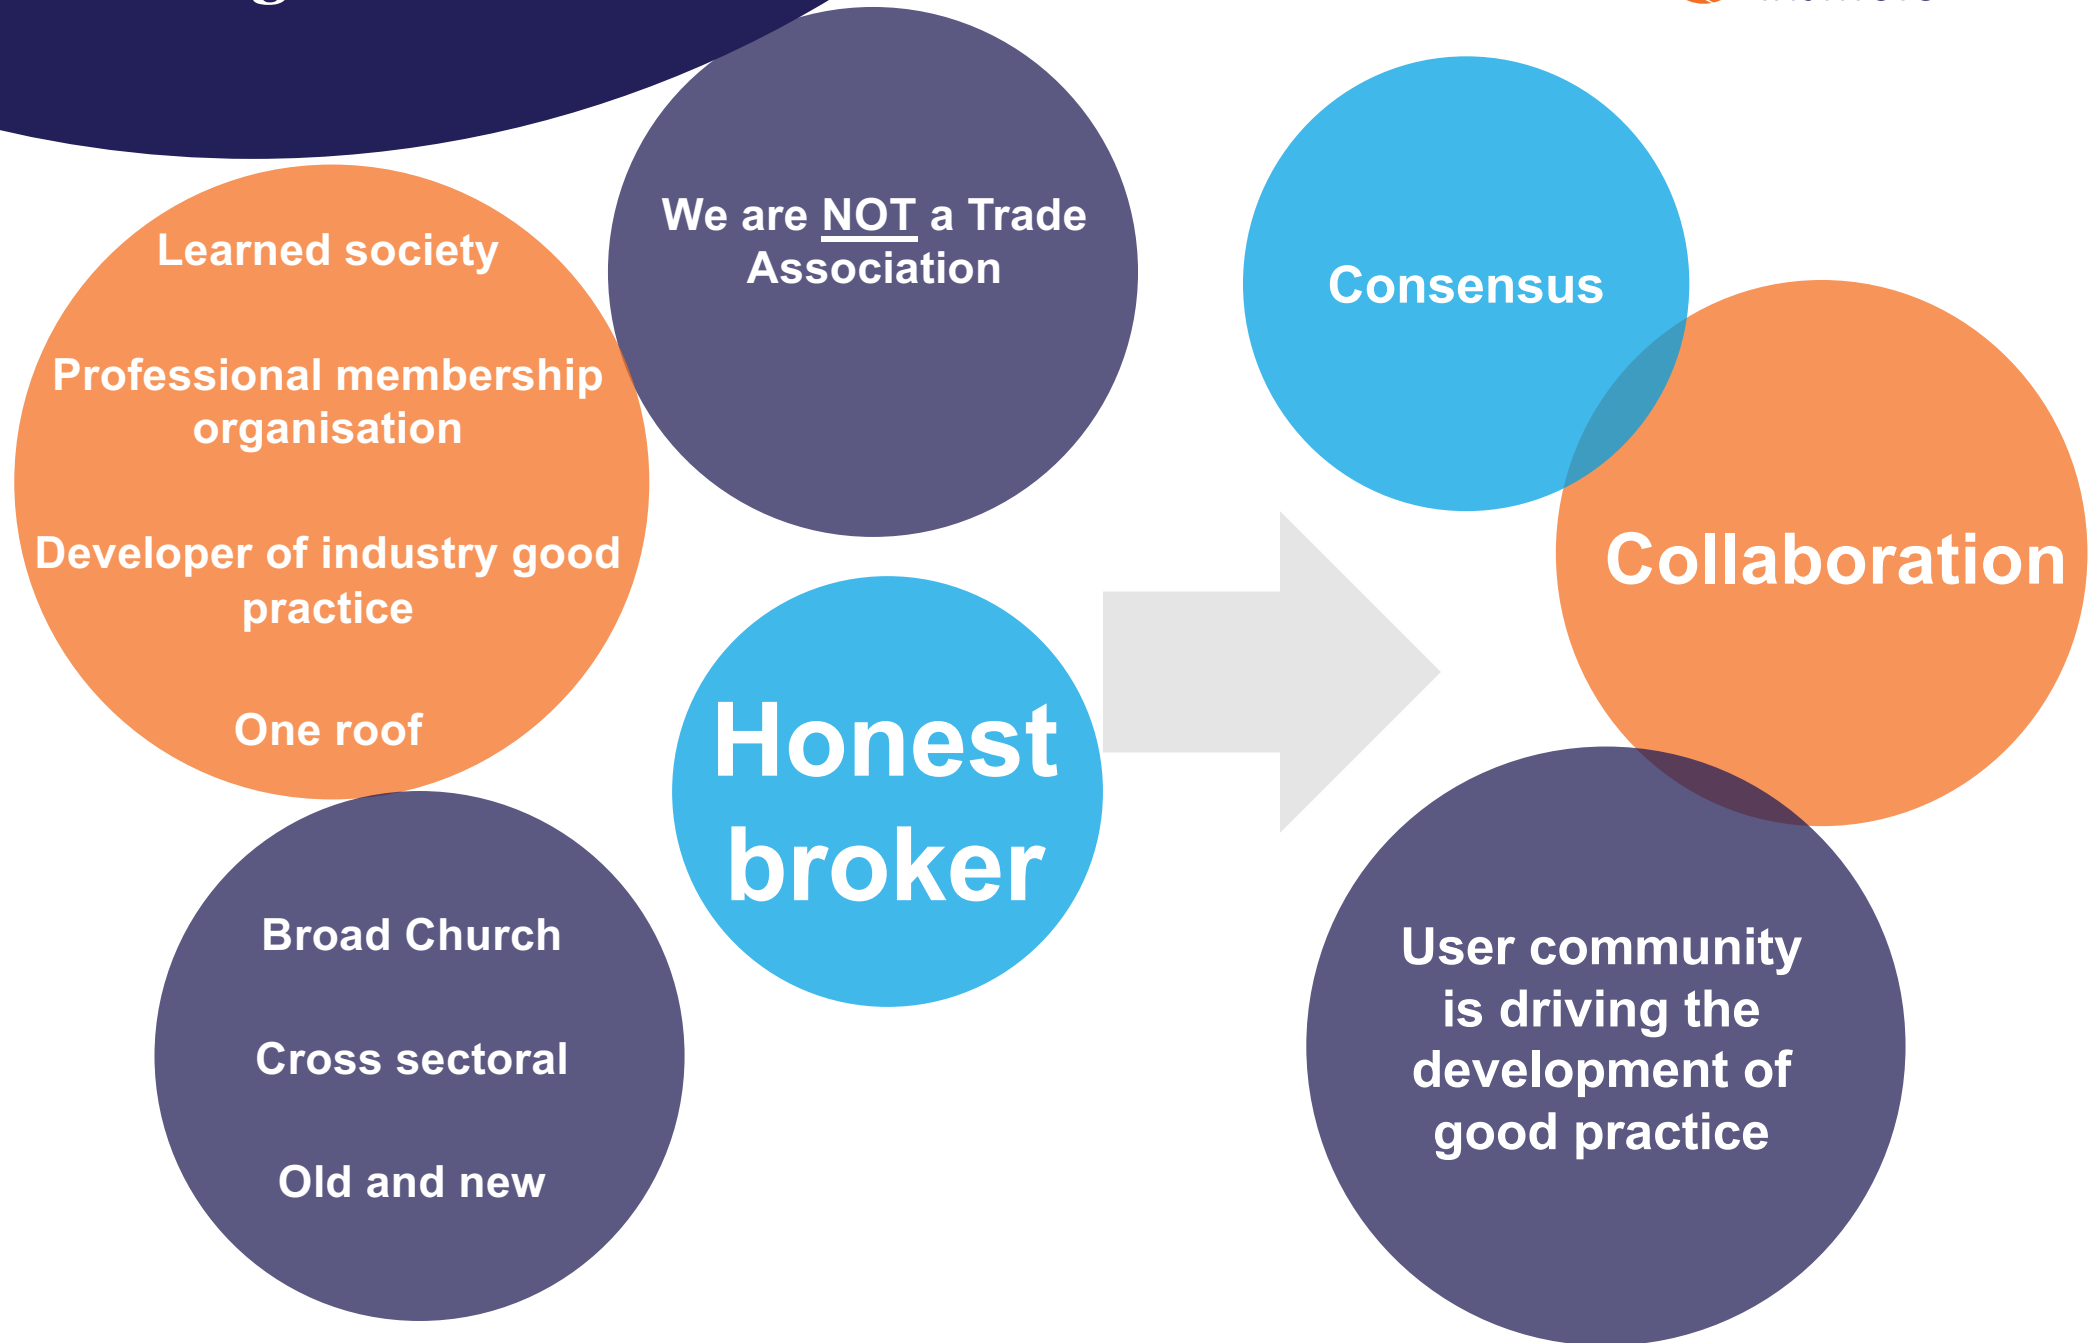 Learned society
Professional membership
organisation
Developer of industry good
practice
One roof
We are NOT a Trade
Association
Broad Church
Cross sectoral
Old and new
Honest
broker
Consensus
Collaboration
User community
is driving the
development of
good practice